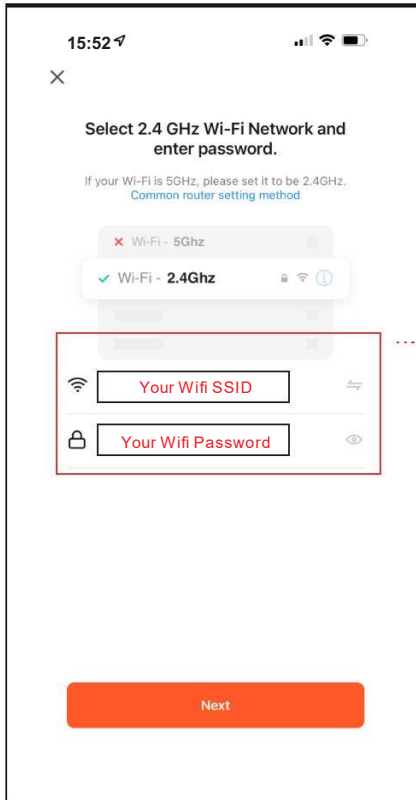 15:52
Select 2.4 GHz Wi-Fi Network and
enter password.
If your Wi-Fi is 5GHz, please set it to be 2.4GHz.
Common router setting method
Wi-Fi - 5Ghz
Wi-Fi - 2.4Ghz
Your Wifi SSID
Your Wifi Password
Next